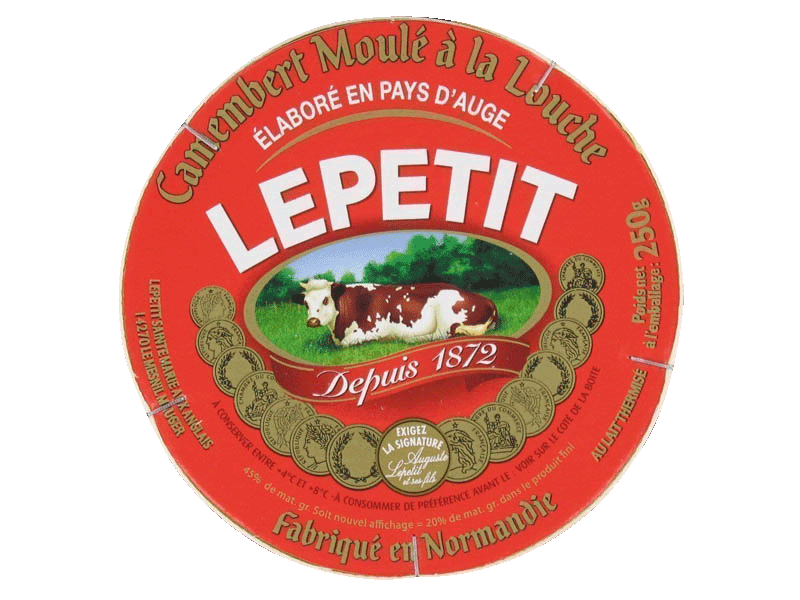 Camembert Moulé à la Louche
ÉLABORÉ EN PAYS D'AUGE
LEPETIT
Depuis 1872
Poids net
à l'emballage: 250g
AU LAIT THERMISÉ
LEPETIT SAINTE MARIE AUX ANGLAIS
14270 LE MESNIL MAUGER
EXIGEZ
LA SIGNATURE
Auguste
Lepetit
et ses fils
A CONSERVER ENTRE +4°C ET +8°C - À CONSOMMER DE PRÉFÉRENCE AVANT LE : VOIR SUR LE COTÉ DE LA BOITE
45% de mat. gr. Soit nouvel affichage = 20% de mat. gr. dans le produit fini
Fabriqué en Normandie